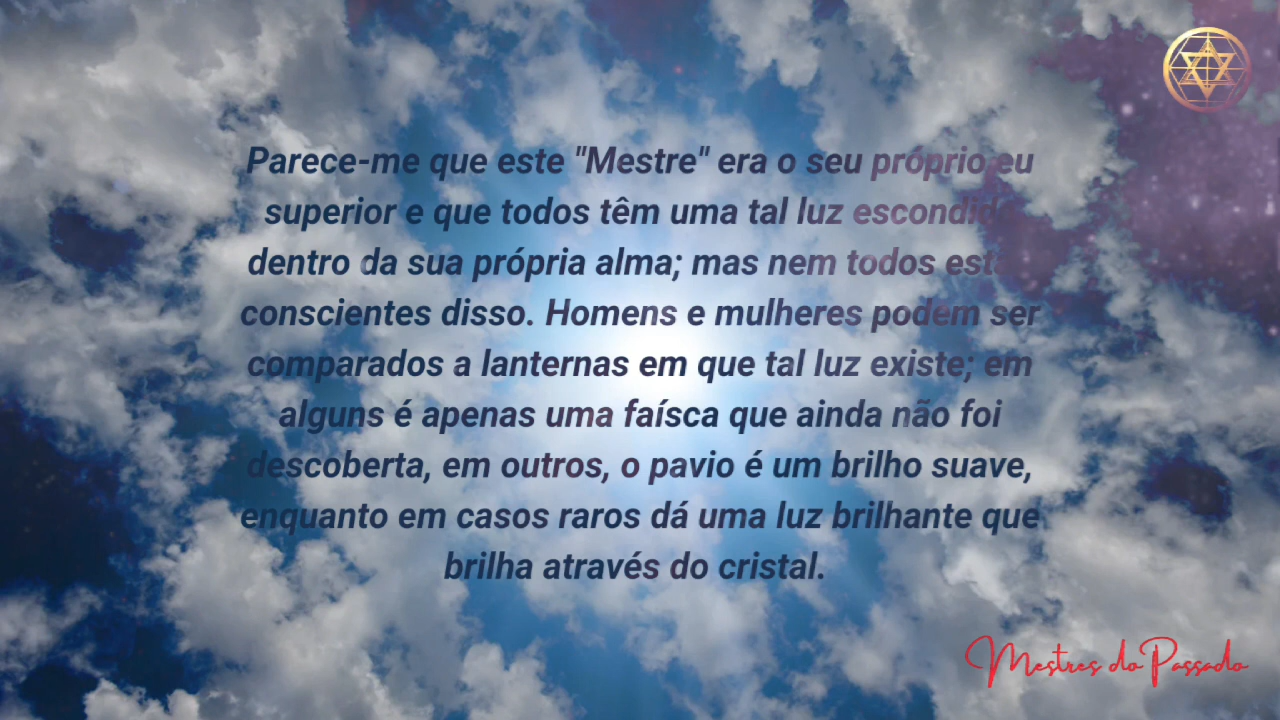 Parece-me que este "Mestre" era o seu próprio eu
superior e que todos têm uma tal luz escondida
dentro da sua própria alma; mas nem todos estão
conscientes disso. Homens e mulheres podem ser
comparados a lanternas em que tal luz existe; em
alguns é apenas uma faísca que ainda não foi
descoberta, em outros, o pavio é um brilho suave,
enquanto em casos raros dá uma luz brilhante que
brilha através do cristal.
Mestres do Passado